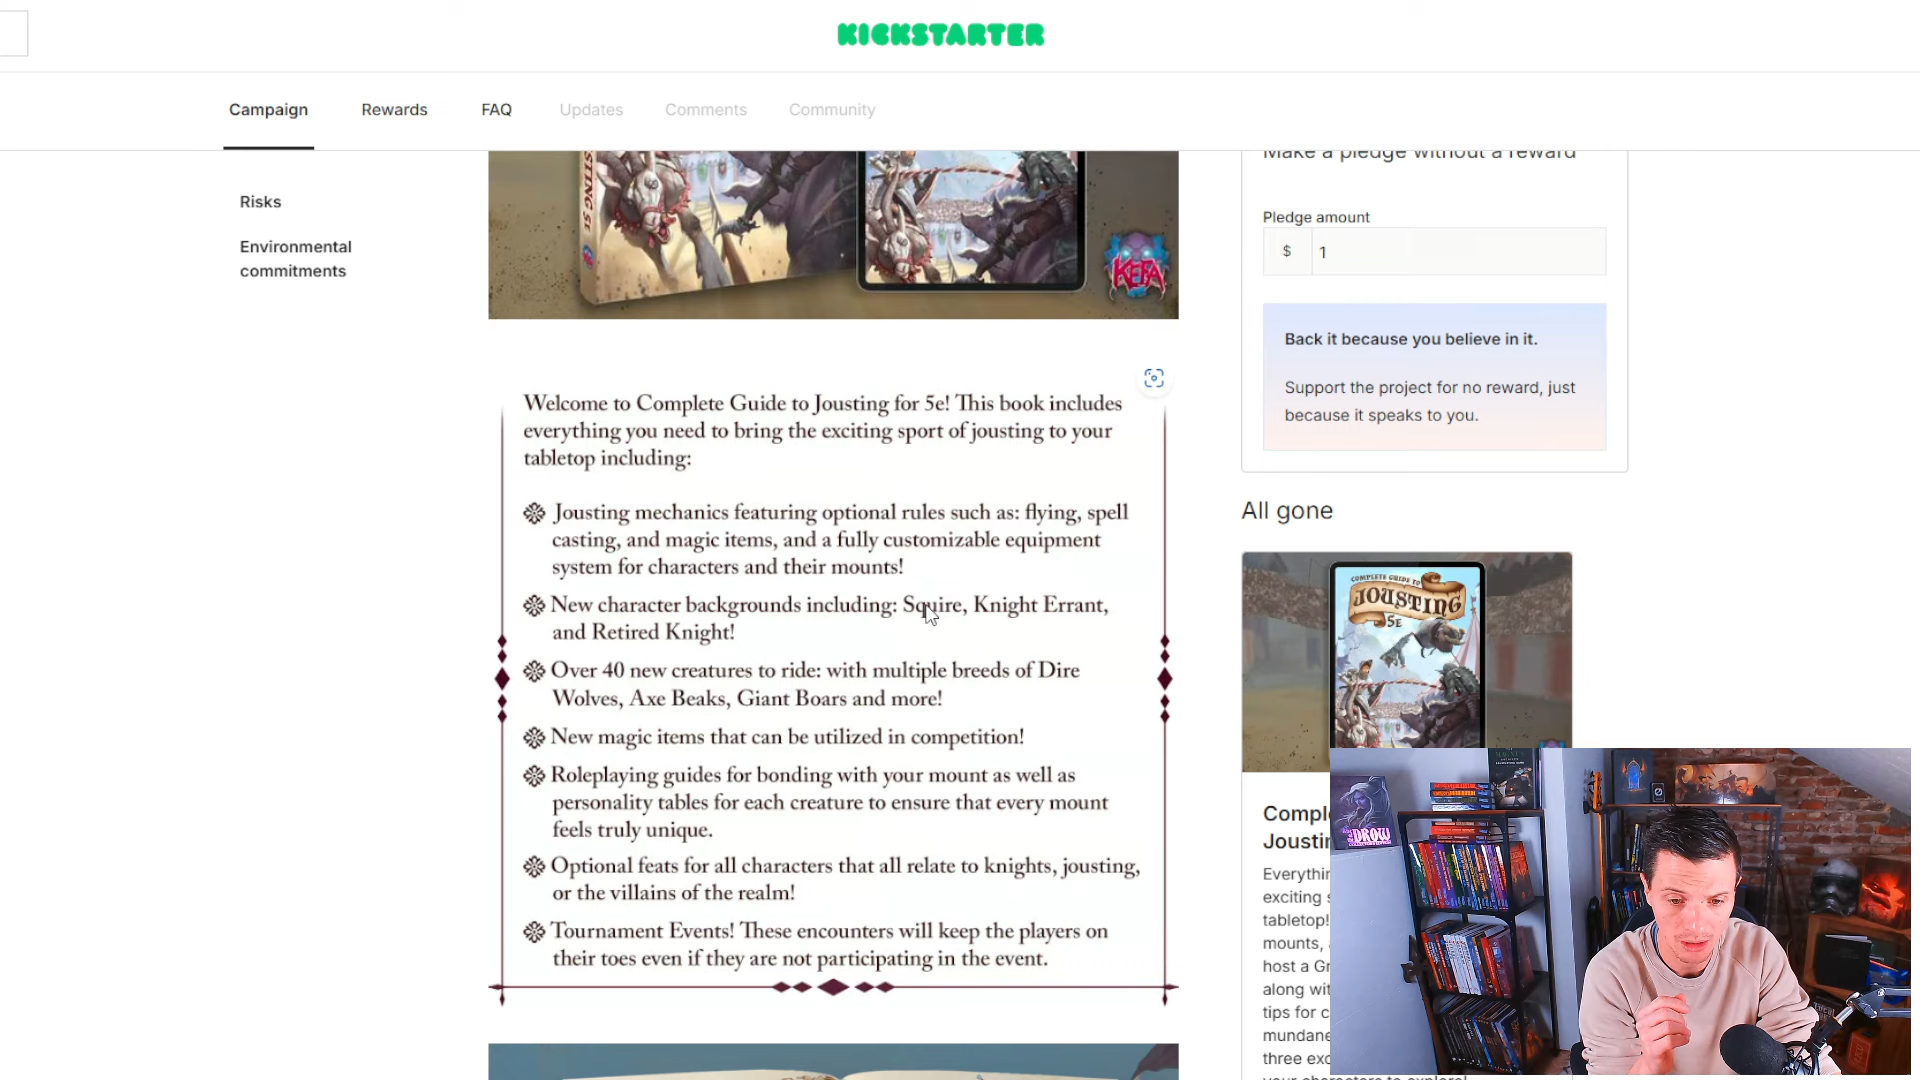 KICKSTARTER
Campaign
Rewards
FAQ
Updates
Comments
Community
Risks
Environmental
commitments
KEFA
Welcome to Complete Guide to Jousting for 5e! This book includes
everything you need to bring the exciting sport of jousting to your
tabletop including:
Jousting mechanics featuring optional rules such as: flying, spell
casting, and magic items, and a fully customizable equipment
system for characters and their mounts!
New character backgrounds including: Squire, Knight Errant,
and Retired Knight!
Over 40 new creatures to ride: with multiple breeds of Dire
Wolves, Axe Beaks, Giant Boars and more!
New magic items that can be utilized in competition!
Roleplaying guides for bonding with your mount as well as
personality tables for each creature to ensure that every mount
feels truly unique.
Optional feats for all characters that all relate to knights, jousting,
or the villains of the realm!
Tournament Events! These encounters will keep the players on
their toes even if they are not participating in the event.
Make a pledge without a reward
Pledge amount
$ 1
Back it because you believe in it.
Support the project for no reward, just
because it speaks to you.
All gone
COMPLETE GUIDE TO
JOUSTING
5E
Compl
Joustin
Everythin
exciting s
tabletop!
mounts,
host a Gr
along wit
tips for c
mundane
three exc
your characters to explore!
DROW